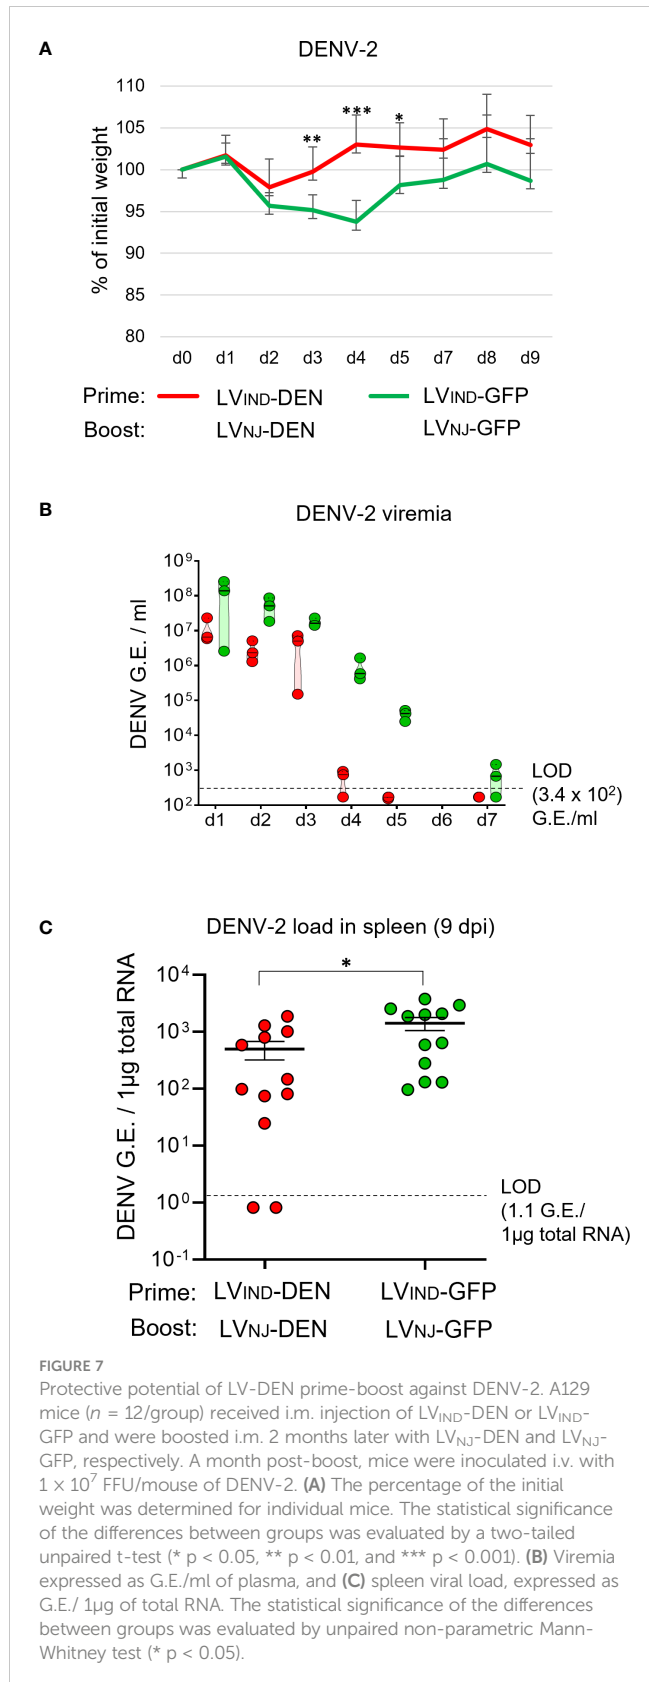 A
DENV-2
% of initial weight
110
105
100
95
90
85
80
** *** *
d0 d1 d2 d3 d4 d5 d7 d8 d9
Prime: LVIND-DEN LVIND-GFP
Boost: LVNJ-DEN LVNJ-GFP
B
DENV-2 viremia
DENV G.E. / ml
10⁹
10⁸
10⁷
10⁶
10⁵
10⁴
10³
10²
d1 d2 d3 d4 d5 d6 d7
LOD
(3.4 x 10²)
G.E./ml
C
DENV-2 load in spleen (9 dpi)
*
DENV G.E. / 1µg total RNA
10⁴
10³
10²
10¹
10⁰
10⁻¹
LOD
(1.1 G.E./
1µg total RNA)
Prime: LVIND-DEN LVIND-GFP
Boost: LVNJ-DEN LVNJ-GFP
FIGURE 7
Protective potential of LV-DEN prime-boost against DENV-2. A129
mice (n = 12/group) received i.m. injection of LVIND-DEN or LVIND-
GFP and were boosted i.m. 2 months later with LVNJ-DEN and LVNJ-
GFP, respectively. A month post-boost, mice were inoculated i.v. with
1 × 10⁷ FFU/mouse of DENV-2. (A) The percentage of the initial
weight was determined for individual mice. The statistical significance
of the differences between groups was evaluated by a two-tailed
unpaired t-test (* p < 0.05, ** p < 0.01, and *** p < 0.001). (B) Viremia
expressed as G.E./ml of plasma, and (C) spleen viral load, expressed as
G.E./ 1µg of total RNA. The statistical significance of the differences
between groups was evaluated by unpaired non-parametric Mann-
Whitney test (* p < 0.05).